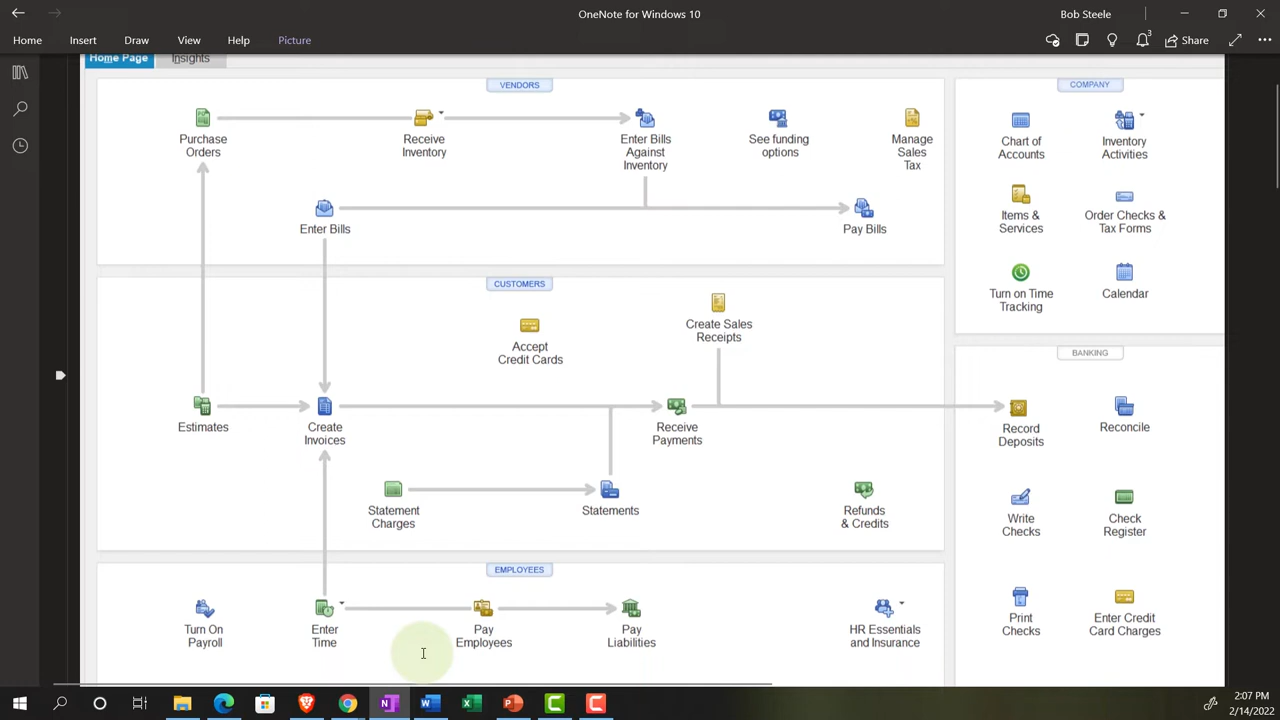 OneNote for Windows 10
Bob Steele
Home
Insert
Draw
View
Help
Picture
3
Share
Home Page
Insights
VENDORS
Purchase
Orders
Receive
Inventory
Enter Bills
Against
Inventory
See funding
options
Manage
Sales
Tax
Enter Bills
Pay Bills
CUSTOMERS
Accept
Credit Cards
Create Sales
Receipts
Estimates
Create
Invoices
Receive
Payments
Statement
Charges
Statements
Refunds
& Credits
EMPLOYEES
Turn On
Payroll
Enter
Time
Pay
Employees
Pay
Liabilities
HR Essentials
and Insurance
COMPANY
Chart of
Accounts
Inventory
Activities
Items &
Services
Order Checks &
Tax Forms
Turn on Time
Tracking
Calendar
BANKING
Record
Deposits
Reconcile
Write
Checks
Check
Register
Print
Checks
Enter Credit
Card Charges
2:07 PM
2/14/2022